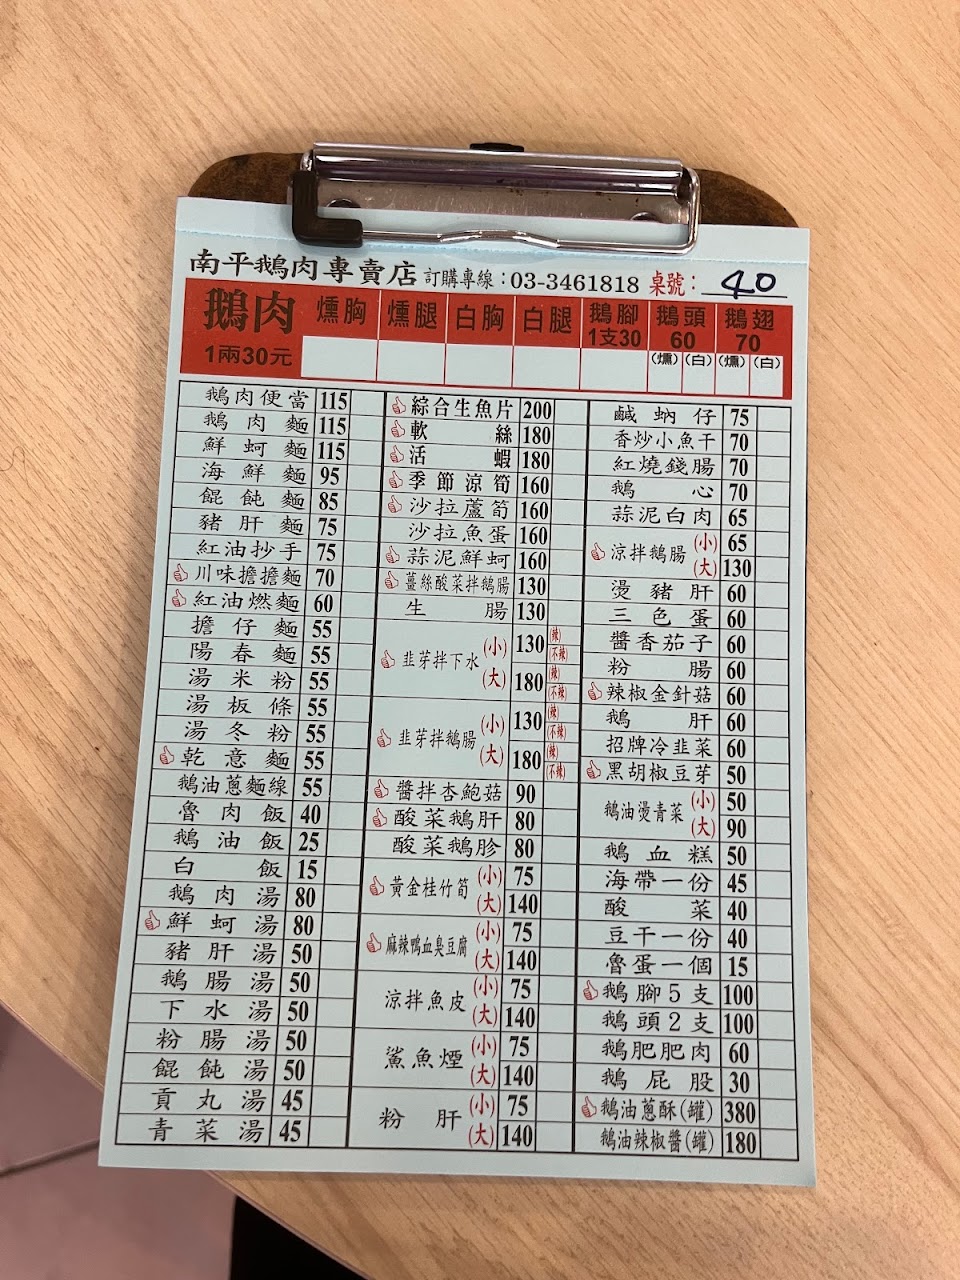 南平鵝肉專賣店 訂購專線：03-3461818 桌號：40
鵝肉 1兩30元 燻胸 燻腿 白胸 白腿 鵝腳 1支30 鵝頭 60 (燻) (白) 鵝翅 70 (燻) (白)
鵝肉便當 115
鵝肉麵 115
鮮蚵麵 115
海鮮麵 95
餛飩麵 85
豬肝麵 75
紅油抄手 75
川味擔擔麵 70
紅油燃麵 60
擔仔麵 55
陽春麵 55
湯米粉 55
湯板條 55
湯冬粉 55
乾意麵 55
鵝油蔥麵線 55
魯肉飯 40
鵝油飯 25
白飯 15
鵝肉湯 80
鮮蚵湯 80
豬肝湯 50
鵝腸湯 50
下水湯 50
粉腸湯 50
餛飩湯 50
貢丸湯 45
青菜湯 45
綜合生魚片 200
軟絲 180
活蝦 180
季節涼筍 160
沙拉蘆筍 160
沙拉魚蛋 160
蒜泥鮮蚵 160
薑絲酸菜拌鵝腸 130
生腸 130
韭芽拌下水 (小) 130 (辣) (不辣)
(大) 180 (辣) (不辣)
韭芽拌鵝腸 (小) 130 (辣) (不辣)
(大) 180 (辣) (不辣)
醬拌杏鮑菇 90
酸菜鵝肝 80
酸菜鵝胗 80
黃金桂竹筍 (小) 75
(大) 140
麻辣鴨血臭豆腐 (小) 75
(大) 140
涼拌魚皮 (小) 75
(大) 140
鯊魚煙 (小) 75
(大) 140
粉肝 (小) 75
(大) 140
鹹蚋仔 75
香炒小魚干 70
紅燒錢腸 70
鵝心 70
蒜泥白肉 65
涼拌鵝腸 (小) 65
(大) 130
燙豬肝 60
三色蛋 60
醬香茄子 60
粉腸 60
辣椒金針菇 60
鵝肝 60
招牌冷韭菜 60
黑胡椒豆芽 50
鵝油燙青菜 (小) 50
(大) 90
鵝血糕 50
海帶一份 45
酸菜 40
豆干一份 40
魯蛋一個 15
鵝腳5支 100
鵝頭2支 100
鵝肥肥肉 60
鵝屁股 30
鵝油蔥酥(罐) 380
鵝油辣椒醬(罐) 180